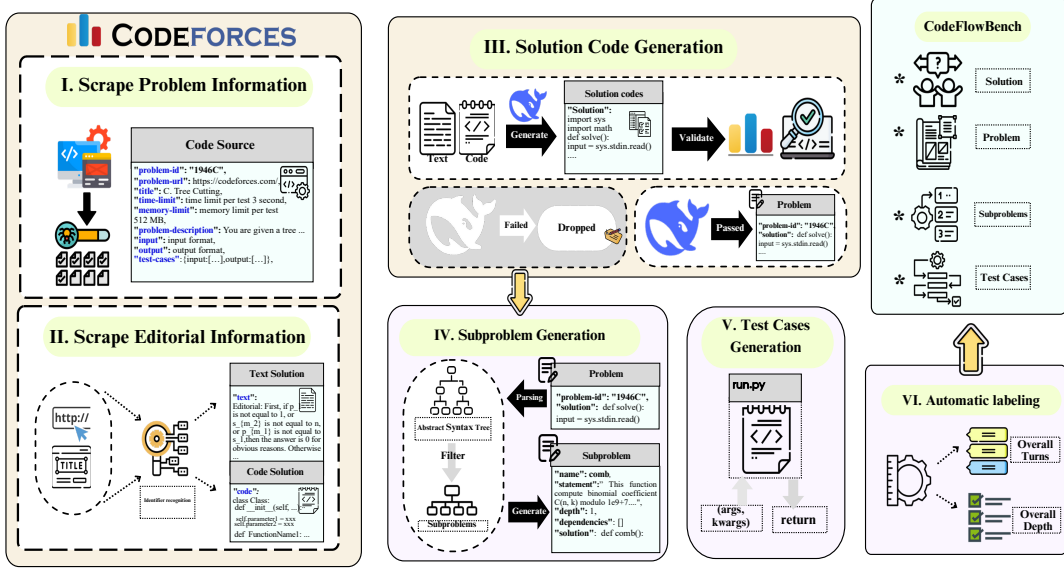 CODEFORCES
I. Scrape Problem Information
Code Source
"problem-id": "1946C",
"problem-url": https://codeforces.com/,
"title": C. Tree Cutting,
"time-limit": time limit per test 3 second,
"memory-limit": memory limit per test
512 MB,
"problem-description": You are given a tree ...
"input": input format,
"output": output format,
"test-cases":{input:[…],output:[…]},
II. Scrape Editorial Information
http://
TITLE
Identifier recognition
Text Solution
"text":
Editorial: First, if p_
is not equal to 1, or
s_{m_2} is not equal to n,
or p_{m_1} is not equal to
s_1,then the answer is 0 for
obvious reasons. Otherwise
...
Code Solution
"code":
class Class:
def __init__(self, ...
self.parameter1 = xxx
self.parameter2 = xxx
def FunctionName1: ...
III. Solution Code Generation
Text
Code
Generate
Solution codes
"Solution":
import sys
import math
def solve():
input = sys.stdin.read()
....
Validate
Failed
Dropped
Passed
Problem
"problem-id": "1946C",
"solution": def solve():
input = sys.stdin.read()
....
IV. Subproblem Generation
Abstract Syntax Tree
Filter
Subproblems
Parsing
Problem
"problem-id": "1946C",
"solution": def solve():
input = sys.stdin.read()
Generate
Subproblem
"name": comb,
"statement":" This function
compute binomial coefficient
C(n, k) modulo 1e9+7....",
"depth": 1,
"dependencies": []
"solution": def comb():
V. Test Cases
Generation
run.py
(args,
kwargs)
return
CodeFlowBench
* Solution
* Problem
* Subproblems
1
2
3
* Test Cases
VI. Automatic labeling
Overall
Turns
Overall
Depth